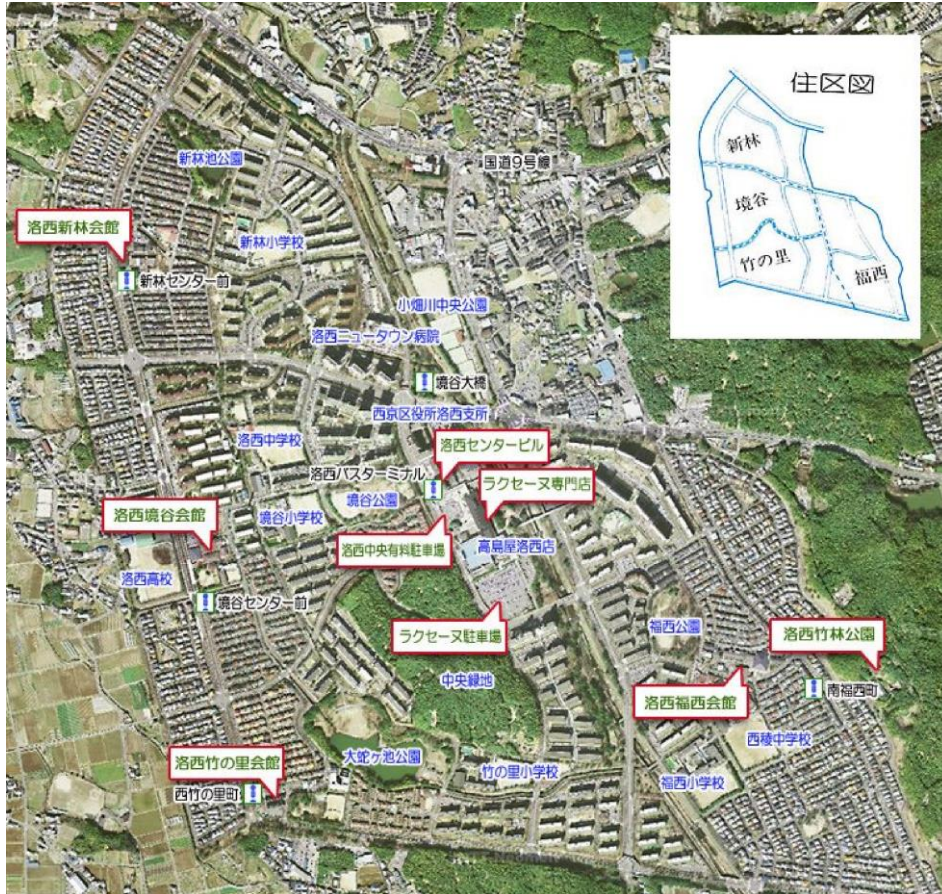 住区図
新林
境谷
竹の里
福西
新林池公園
国道9号線
洛西新林会館
新林小学校
新林センター前
小畑川中央公園
洛西ニュータウン病院
境谷大橋
西京区役所洛西支所
洛西中学校
洛西センタービル
洛西バスターミナル
ラクセーヌ専門店
境谷公園
洛西境谷会館
境谷小学校
洛西中央有料駐車場
高島屋洛西店
洛西高校
境谷センター前
ラクセーヌ駐車場
福西公園
洛西竹林公園
中央緑地
洛西福西会館
南福西町
西稜中学校
洛西竹の里会館
大蛇ヶ池公園
竹の里小学校
福西小学校
西竹の里町